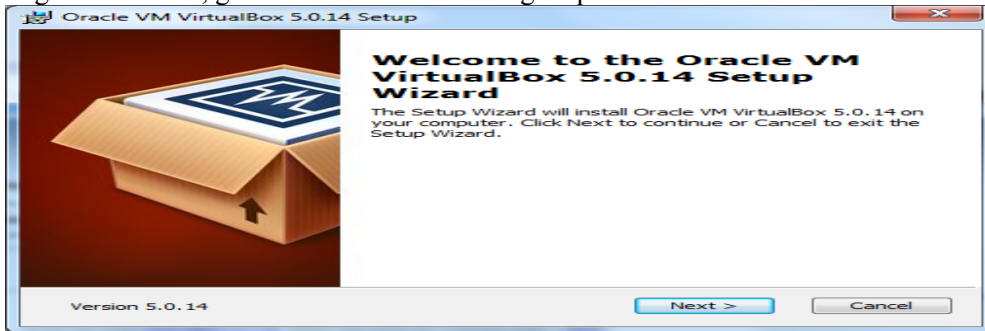 Oracle VM VirtualBox 5.0.14 Setup
Welcome to the Oracle VM
VirtualBox 5.0.14 Setup
Wizard
The Setup Wizard will install Oracle VM VirtualBox 5.0.14 on
your computer. Click Next to continue or Cancel to exit the
Setup Wizard.
Version 5.0.14
Next >
Cancel